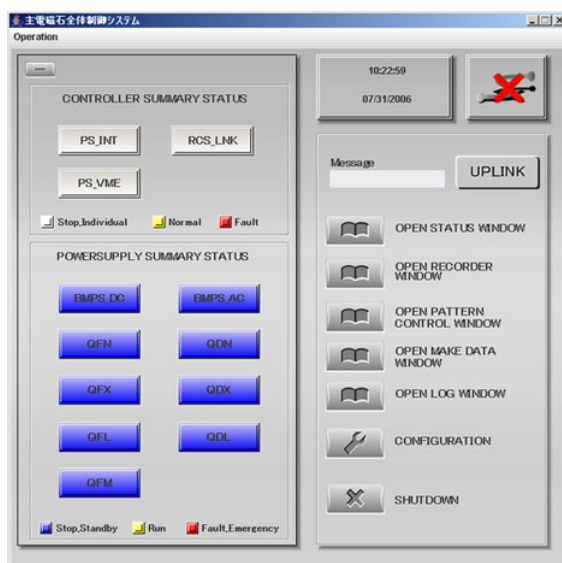 主電磁石全体制御システム
Operation
CONTROLLER SUMMARY STATUS
PS_INT
RCS_LNK
PS_VME
Stop,Individual
Normal
Fault
POWERSUPPLY SUMMARY STATUS
BMPS_DC
BMPS_AC
QFN
QDN
QFX
QDX
QFL
QDL
QFM
Stop,Standby
Run
Fault,Emergency
10:22:59
07/31/2006
Message
UPLINK
OPEN STATUS WINDOW
OPEN RECORDER
WINDOW
OPEN PATTERN
CONTROL WINDOW
OPEN MAKE DATA
WINDOW
OPEN LOG WINDOW
CONFIGURATION
SHUTDOWN